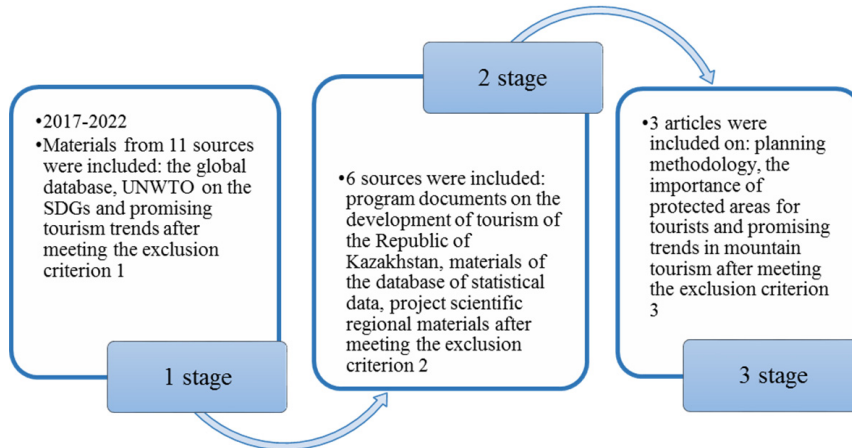 •2017-2022
•Materials from 11 sources
were included: the global
database, UNWTO on the
SDGs and promising
tourism trends after
meeting the exclusion
criterion 1
1 stage
2 stage
•6 sources were included:
program documents on the
development of tourism of
the Republic of
Kazakhstan, materials of
the database of statistical
data, project scientific
regional materials after
meeting the exclusion
criterion 2
•3 articles were
included on: planning
methodology, the
importance of
protected areas for
tourists and promising
trends in mountain
tourism after meeting
the exclusion criterion
3
3 stage